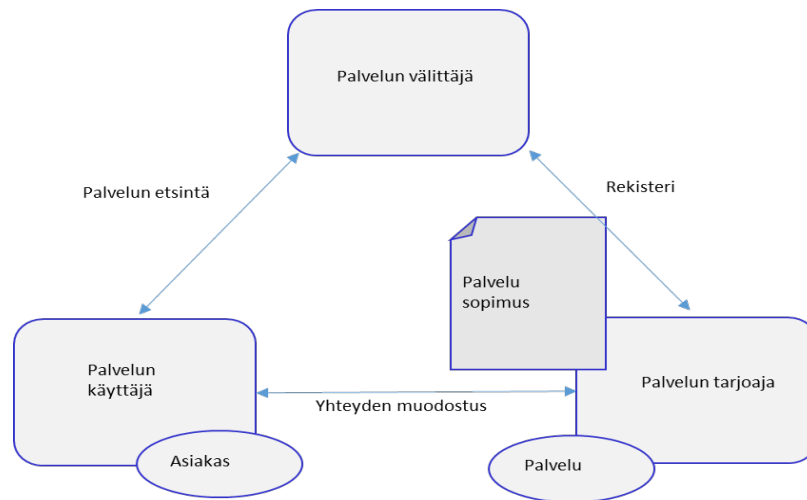 Palvelun välittäjä
Palvelun etsintä
Rekisteri
Palvelu
sopimus
Palvelun
käyttäjä
Palvelun tarjoaja
Yhteyden muodostus
Asiakas
Palvelu